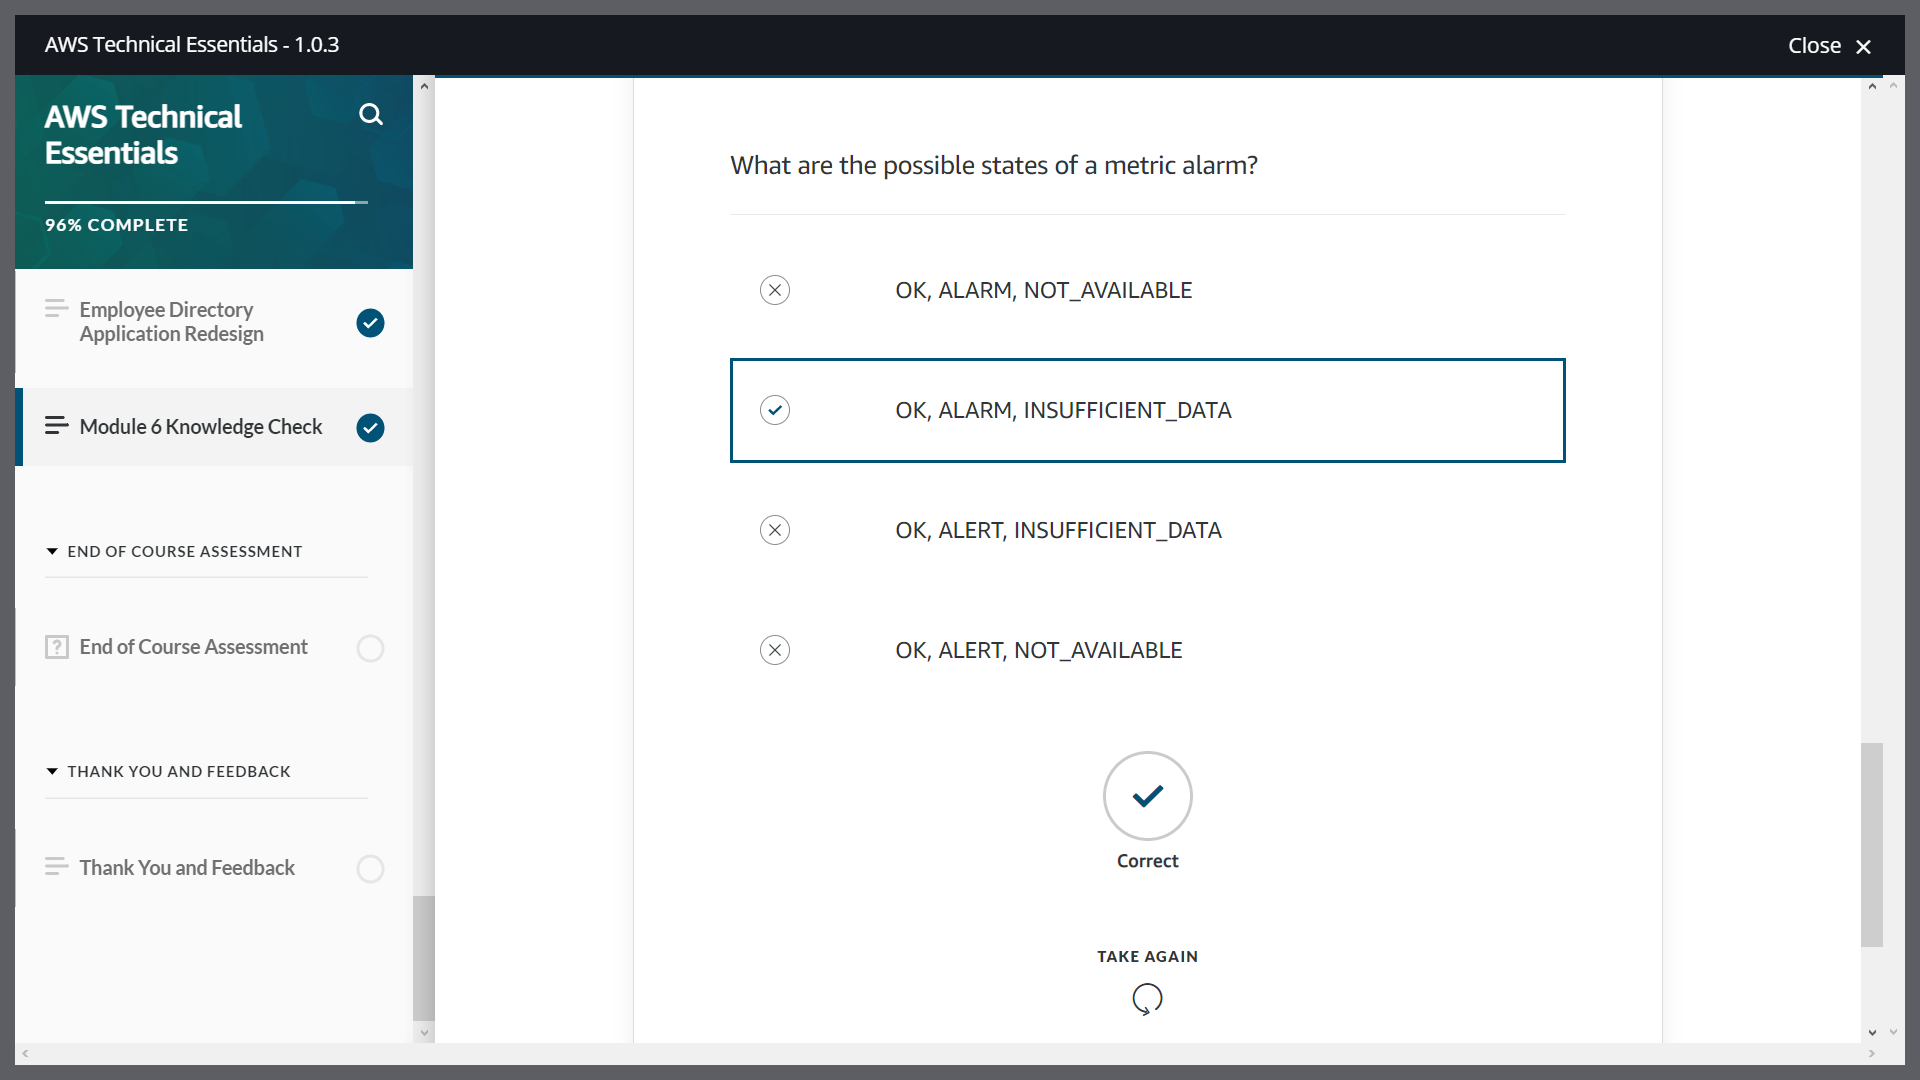 AWS Technical Essentials - 1.0.3
Close
AWS Technical
Essentials
96% COMPLETE
Employee Directory
Application Redesign
Module 6 Knowledge Check
END OF COURSE ASSESSMENT
End of Course Assessment
THANK YOU AND FEEDBACK
Thank You and Feedback
What are the possible states of a metric alarm?
OK, ALARM, NOT_AVAILABLE
OK, ALARM, INSUFFICIENT_DATA
OK, ALERT, INSUFFICIENT_DATA
OK, ALERT, NOT_AVAILABLE
Correct
TAKE AGAIN